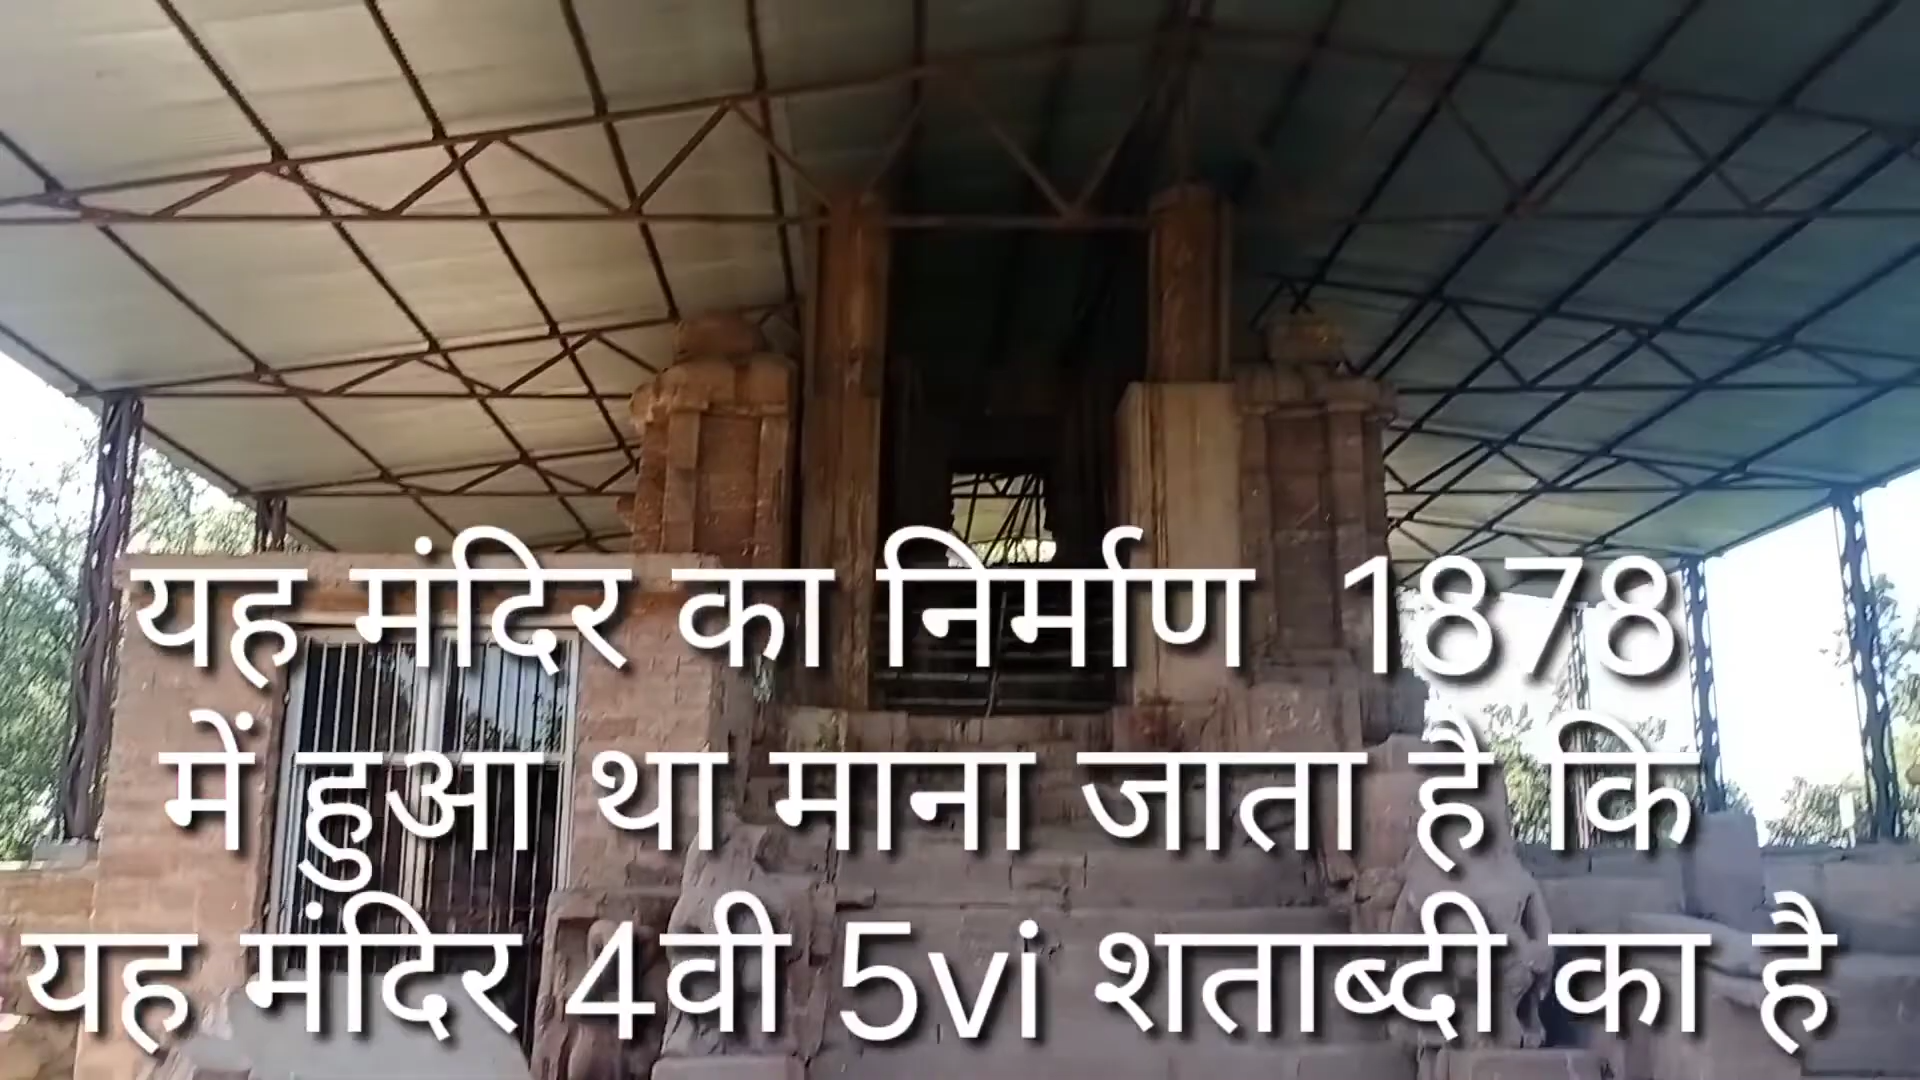 यह मंदिर का निर्माण 1878
में हुआ था माना जाता है कि
यह मंदिर 4वी 5vi शताब्दी का है